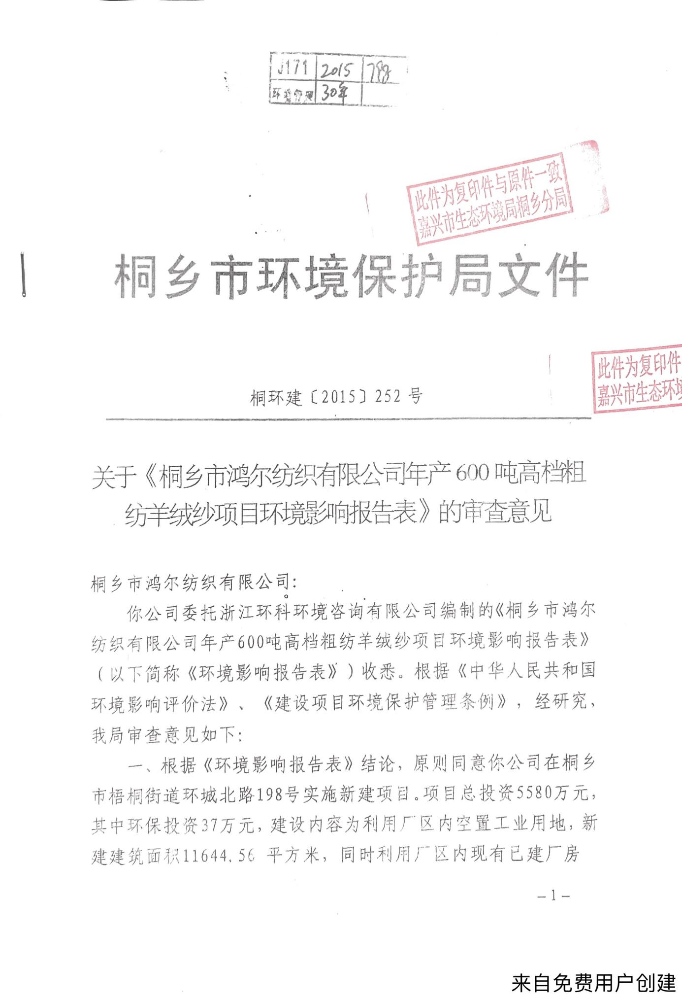 J171 2015 798
环境管理 30年
此件为复印件与原件一致
嘉兴市生态环境局桐乡分局
桐乡市环境保护局文件
此件为复印件
嘉兴市生态环境
桐环建〔2015〕252 号
关于《桐乡市鸿尔纺织有限公司年产 600 吨高档粗
纺羊绒纱项目环境影响报告表》的审查意见
桐乡市鸿尔纺织有限公司：
你公司委托浙江环科环境咨询有限公司编制的《桐乡市鸿尔
纺织有限公司年产600吨高档粗纺羊绒纱项目环境影响报告表》
（以下简称《环境影响报告表》）收悉。根据《中华人民共和国
环境影响评价法》、《建设项目环境保护管理条例》，经研究，
我局审查意见如下：
一、根据《环境影响报告表》结论，原则同意你公司在桐乡
市梧桐街道环城北路198号实施新建项目。项目总投资5580万元，
其中环保投资37万元，建设内容为利用厂区内空置工业用地，新
建建筑面积11644.56 平方米，同时利用厂区内现有已建厂房
－1－
来自免费用户创建